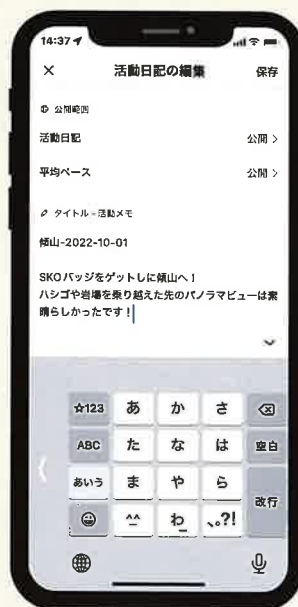 14:37
× 活動日記の編集 保存
公開範囲
活動日記 公開 >
平均ペース 公開 >
タイトル・活動メモ
傾山-2022-10-01
SKOバッジをゲットしに傾山へ！
ハシゴや岩場を乗り越えた先のパノラマビューは素
晴らしかったです！
☆123 あ か さ
ABC た な は 空白
あいう ま や ら 改行
^^ わ 、。?!